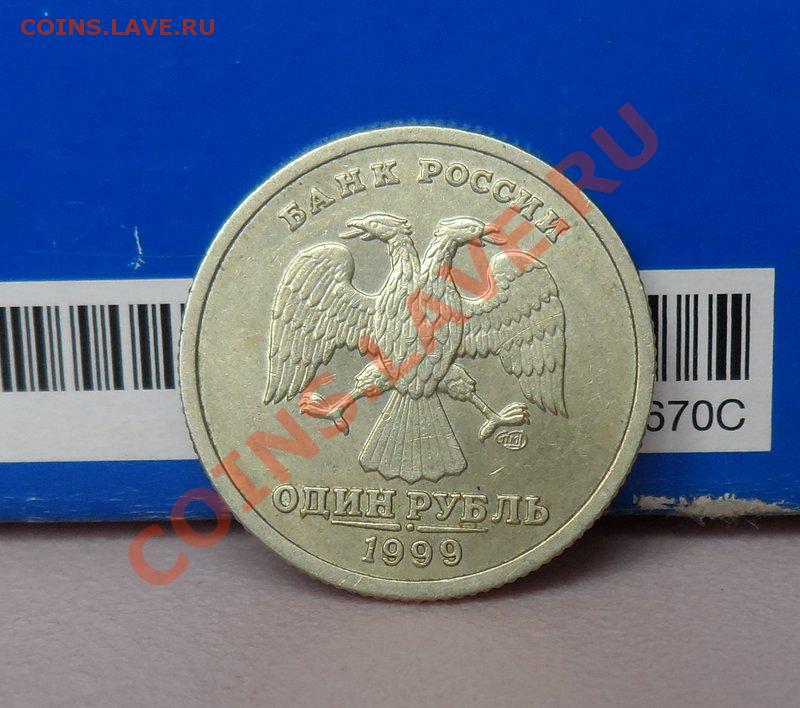 COINS.LAVE.RU
БАНК РОССИИ
COINS.LAVE.RU
670C
ОДИН РУБЛЬ
1999